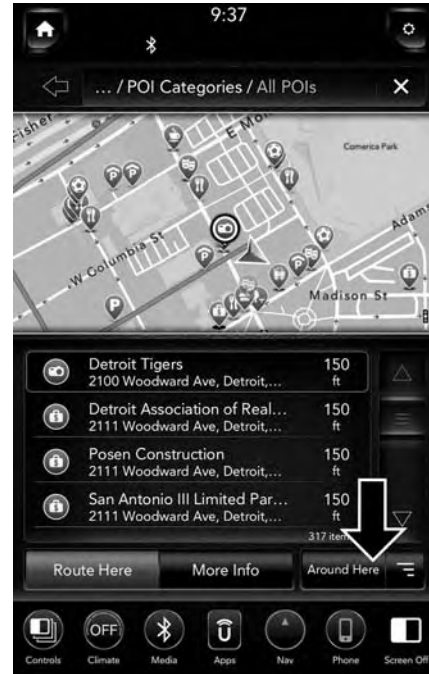 9:37
... / POI Categories / All POIs
Fisher
E Mo
Comerica Park
Adams
W Columbia St
Madison St
Detroit Tigers
2100 Woodward Ave, Detroit,...
150
ft
Detroit Association of Real...
2111 Woodward Ave, Detroit,...
150
ft
Posen Construction
2111 Woodward Ave, Detroit,...
150
ft
San Antonio III Limited Par...
2111 Woodward Ave, Detroit,...
150
ft
317 item
Route Here
More Info
Around Here
OFF
Controls
Climate
Media
Apps
Nav
Phone
Screen Off